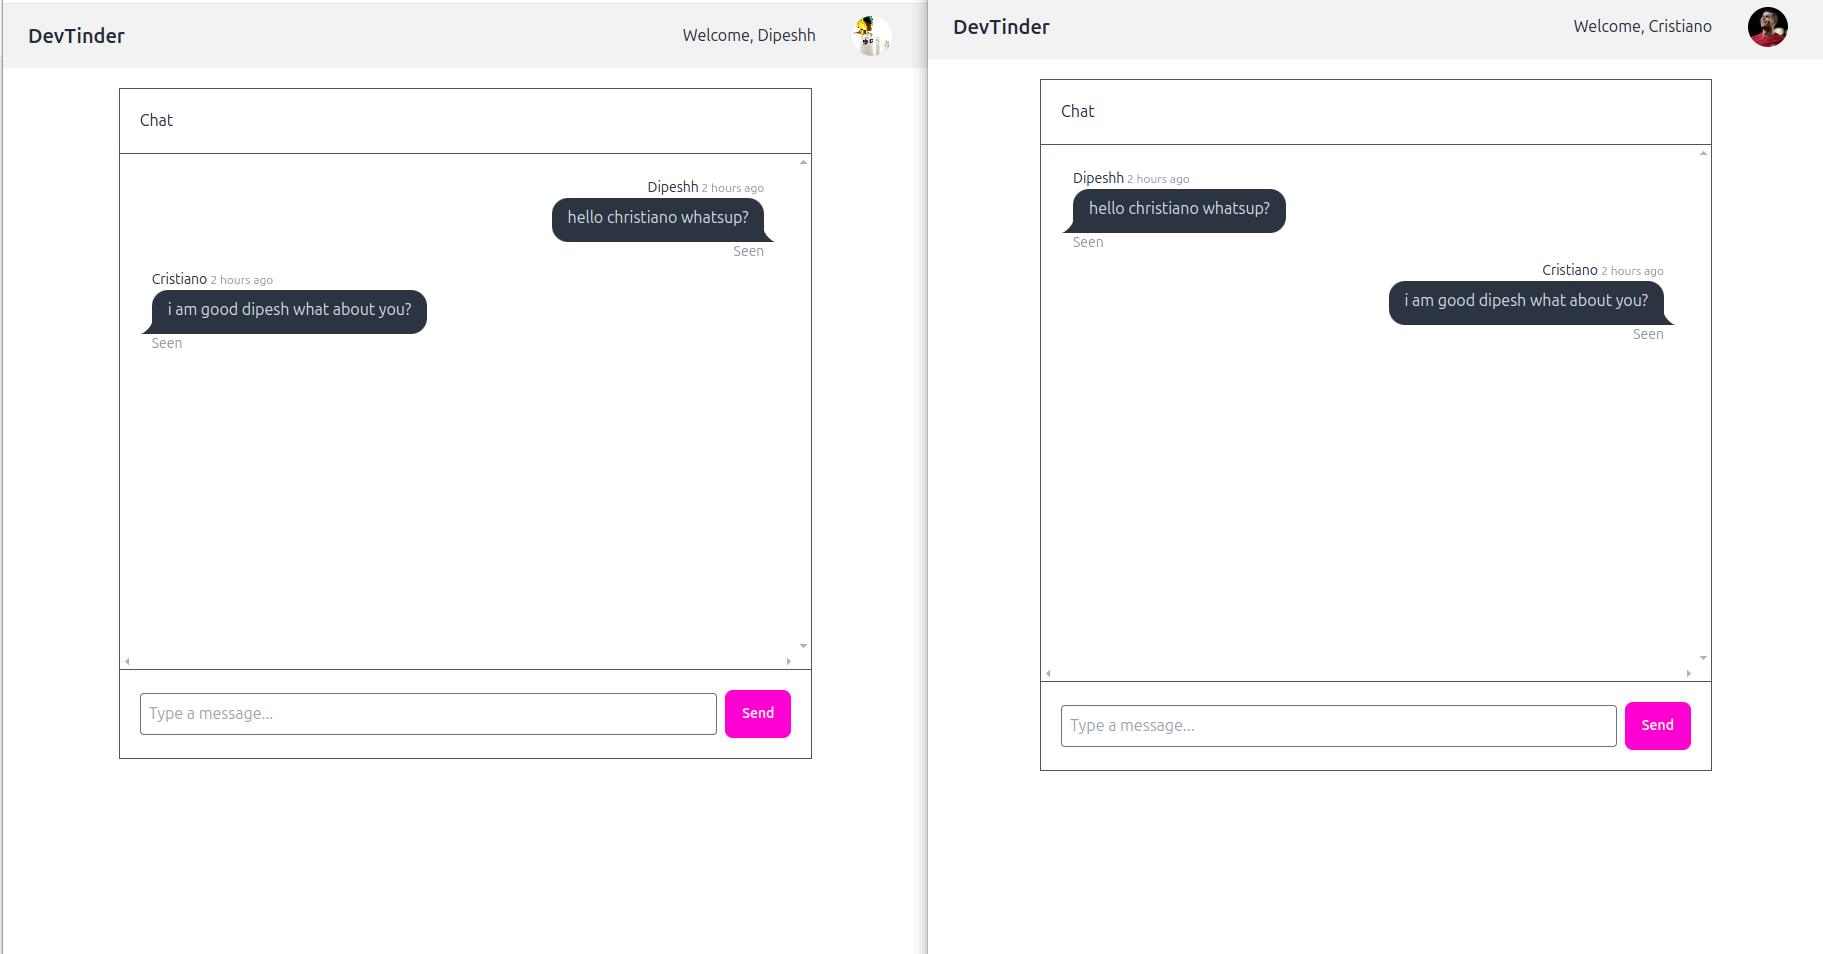 DevTinder
Welcome, Dipeshh
Chat
Dipeshh 2 hours ago
hello christiano whatsup?
Seen
Cristiano 2 hours ago
i am good dipesh what about you?
Seen
Type a message...
Send
DevTinder
Welcome, Cristiano
Chat
Dipeshh 2 hours ago
hello christiano whatsup?
Seen
Cristiano 2 hours ago
i am good dipesh what about you?
Seen
Type a message...
Send